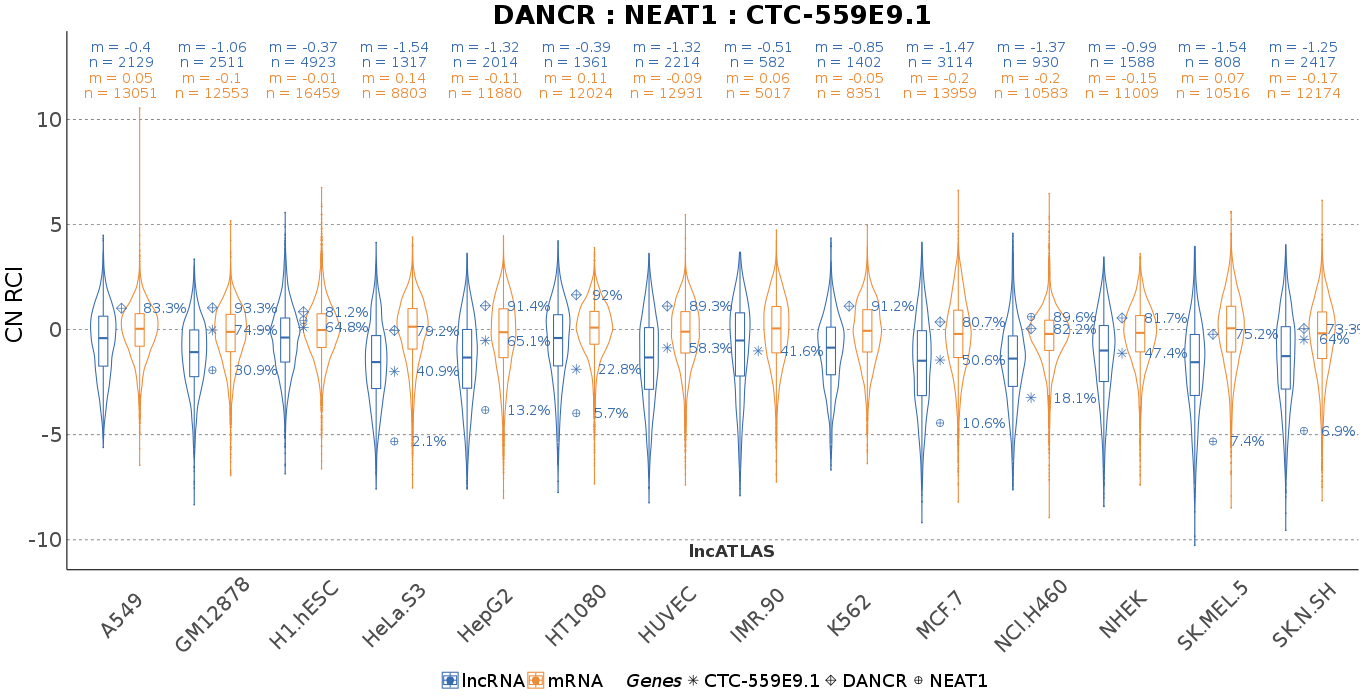 DANCR : NEAT1 : CTC-559E9.1
m = -0.4 m = -1.06 m = -0.37 m = -1.54 m = -1.32 m = -0.39 m = -1.32 m = -0.51 m = -0.85 m = -1.47 m = -1.37 m = -0.99 m = -1.54 m = -1.25
n = 2129 n = 2511 n = 4923 n = 1317 n = 2014 n = 1361 n = 2214 n = 582 n = 1402 n = 3114 n = 930 n = 1588 n = 808 n = 2417
m = 0.05 m = -0.1 m = -0.01 m = 0.14 m = -0.11 m = 0.11 m = -0.09 m = 0.06 m = -0.05 m = -0.2 m = -0.2 m = -0.15 m = 0.07 m = -0.17
n = 13051 n = 12553 n = 16459 n = 8803 n = 11880 n = 12024 n = 12931 n = 5017 n = 8351 n = 13959 n = 10583 n = 11009 n = 10516 n = 12174
10
5
0
-5
-10
CN RCI
83.3% 93.3% 81.2% 79.2% 91.4% 92% 89.3% 41.6% 91.2% 80.7% 89.6% 81.7% 75.2% 73.3%
74.9% 64.8% 40.9% 65.1% 22.8% 58.3% 50.6% 82.2% 47.4% 64%
30.9% 2.1% 13.2% 5.7% 10.6% 18.1% 7.4% 6.9%
lncATLAS
A549 GM12878 H1.hESC HeLa.S3 HepG2 HT1080 HUVEC IMR.90 K562 MCF.7 NCI.H460 NHEK SK.MEL.5 SK.N.SH
lncRNA mRNA Genes CTC-559E9.1 DANCR NEAT1